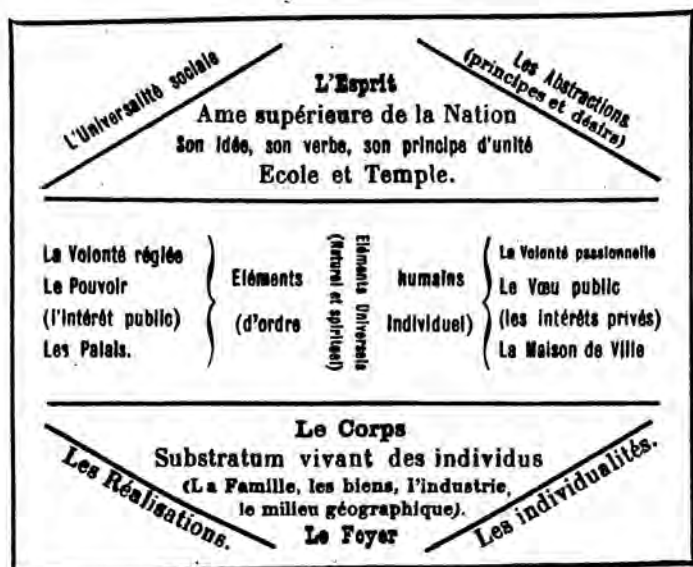 L'Universalité sociale
Les Abstractions
(principes et désirs)
L'Esprit
Ame supérieure de la Nation
Son Idée, son verbe, son principe d'unité
Ecole et Temple.
La Volonté réglée
Le Pouvoir
(l'intérêt public)
Les Palais.
Eléments
(d'ordre
Eléments Universels
(Naturel et spirituel)
humains
Individuel)
La Volonté passionnelle
Le Vœu public
(les intérêts privés)
La Maison de Ville
Le Corps
Substratum vivant des individus
(La Famille, les biens, l'industrie,
le milieu géographique).
Le Foyer
Les Réalisations.
Les individualités.